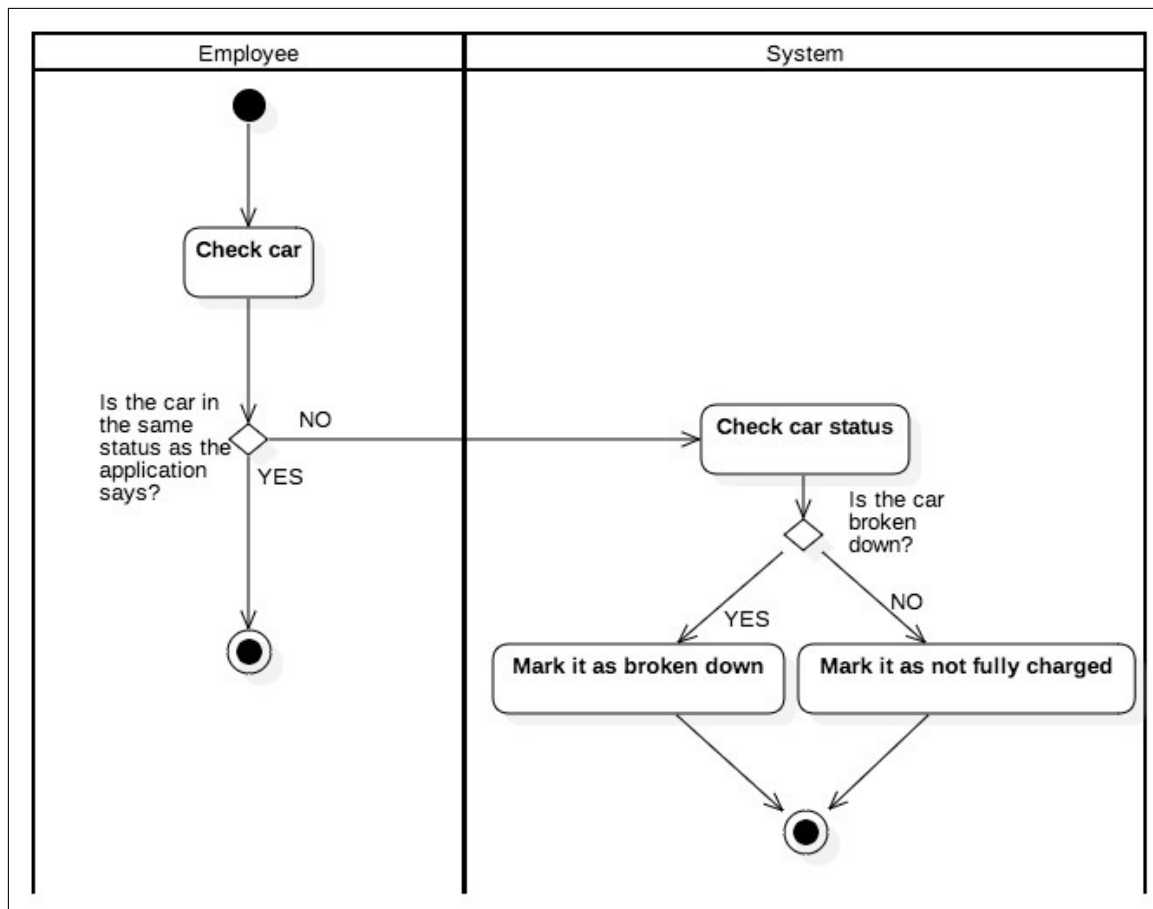 Employee
System
Check car
Is the car in
the same
status as the
application
says?
NO
YES
Check car status
Is the car
broken
down?
YES
NO
Mark it as broken down
Mark it as not fully charged